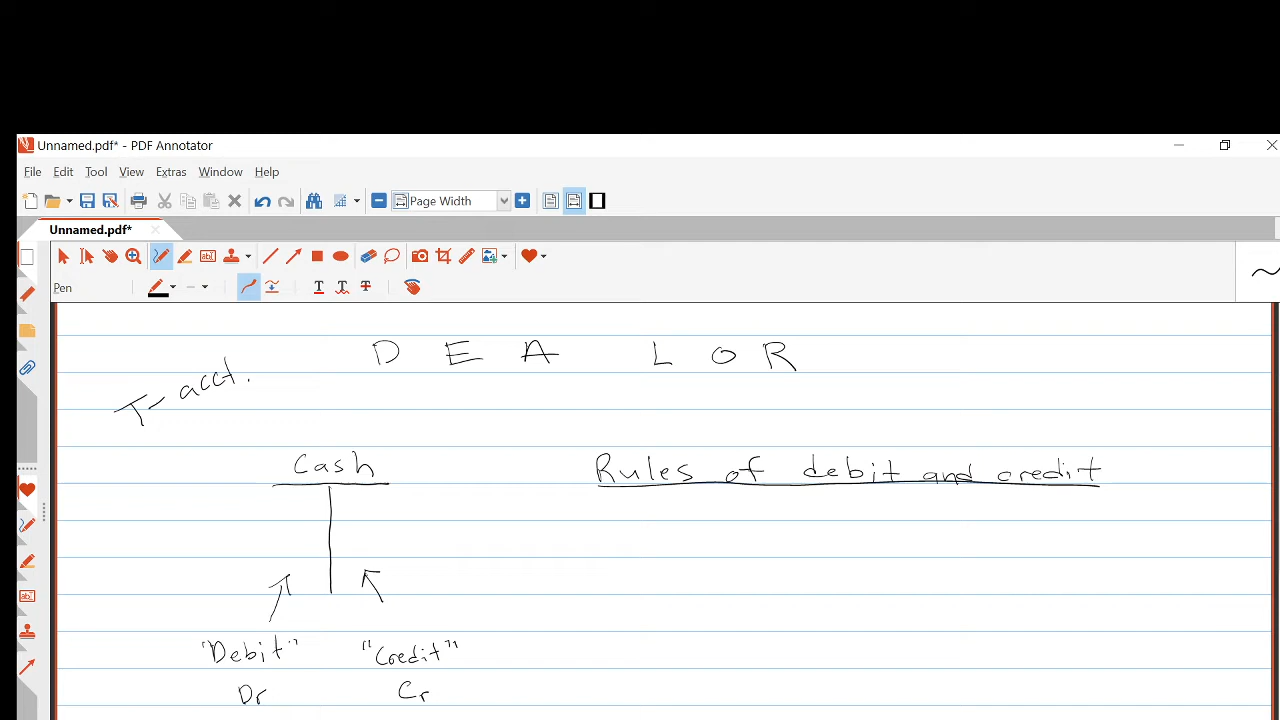 Unnamed.pdf* - PDF Annotator
File Edit Tool View Extras Window Help
Page Width
Unnamed.pdf*
Pen
D E A L O R
T-acct.
Cash
Rules of debit and credit
"Debit" "Credit"
Dr Cr